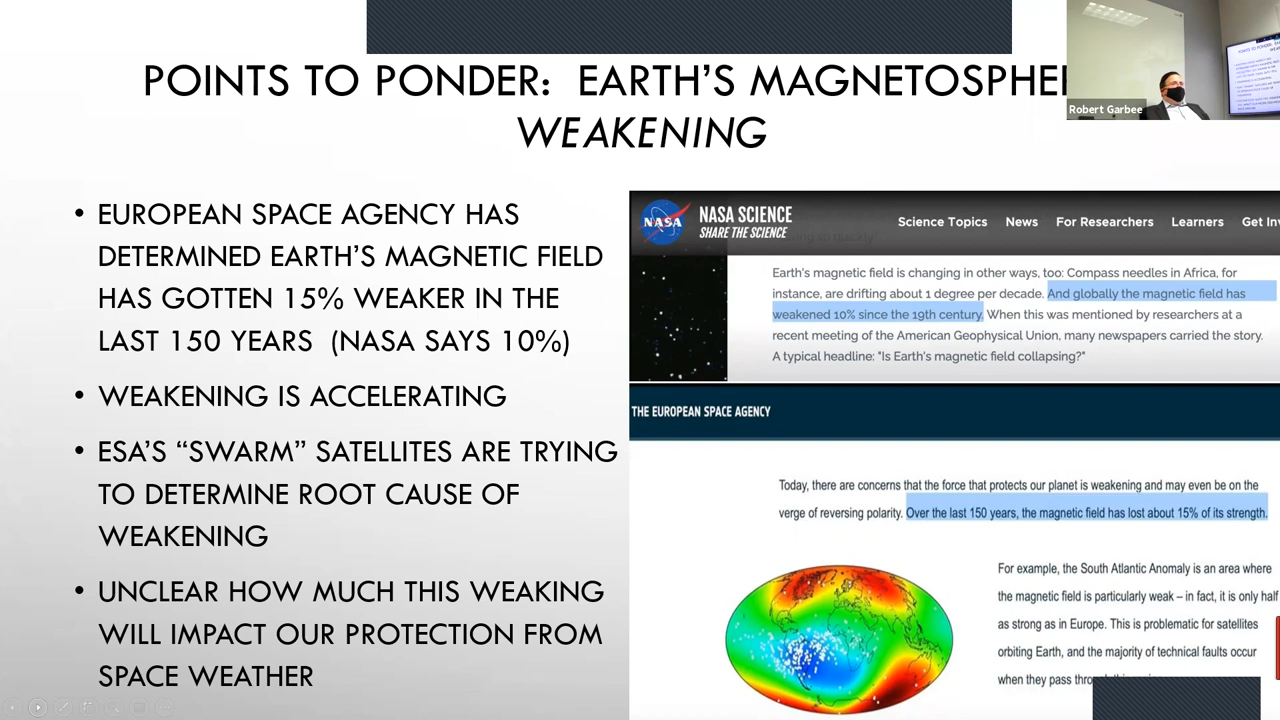 POINTS TO PONDER: EARTH'S MAGNETOSPHE
WEAKENING
Robert Garbee
• EUROPEAN SPACE AGENCY HAS
DETERMINED EARTH'S MAGNETIC FIELD
HAS GOTTEN 15% WEAKER IN THE
LAST 150 YEARS (NASA SAYS 10%)
• WEAKENING IS ACCELERATING
• ESA'S “SWARM” SATELLITES ARE TRYING
TO DETERMINE ROOT CAUSE OF
WEAKENING
• UNCLEAR HOW MUCH THIS WEAKING
WILL IMPACT OUR PROTECTION FROM
SPACE WEATHER
NASA
NASA SCIENCE
SHARE THE SCIENCE
Science Topics News For Researchers Learners Get Inv
Earth's magnetic field is changing in other ways, too: Compass needles in Africa, for
instance, are drifting about 1 degree per decade. And globally the magnetic field has
weakened 10% since the 19th century. When this was mentioned by researchers at a
recent meeting of the American Geophysical Union, many newspapers carried the story.
A typical headline: "Is Earth's magnetic field collapsing?"
THE EUROPEAN SPACE AGENCY
Today, there are concerns that the force that protects our planet is weakening and may even be on the
verge of reversing polarity. Over the last 150 years, the magnetic field has lost about 15% of its strength.
For example, the South Atlantic Anomaly is an area where
the magnetic field is particularly weak – in fact, it is only half
as strong as in Europe. This is problematic for satellites
orbiting Earth, and the majority of technical faults occur
when they pass